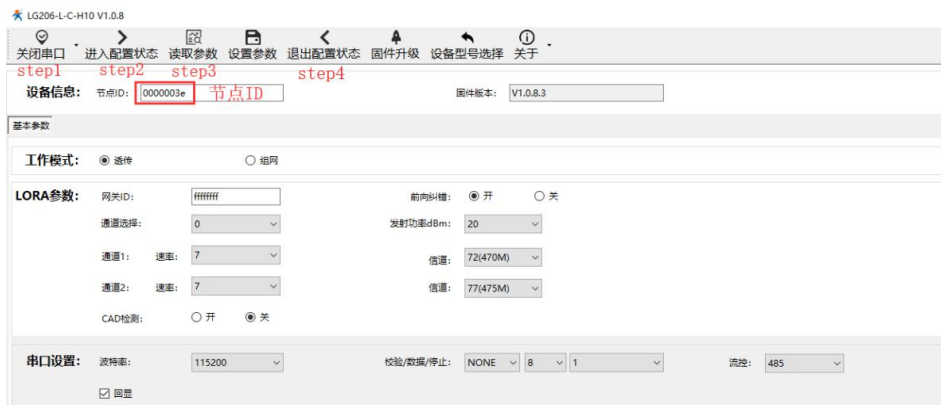 LG206-L-C-H10 V1.0.8
关闭串口 进入配置状态 读取参数 设置参数 退出配置状态 固件升级 设备型号选择 关于
step1 step2 step3 step4
设备信息: 节点ID: 0000003e 节点ID 固件版本: V1.0.8.3
基本参数
工作模式: 透传 组网
LORA参数: 网关ID: ffffffff 前向纠错: 开 关
通道选择: 0 发射功率dBm: 20
通道1: 速率: 7 信道: 72(470M)
通道2: 速率: 7 信道: 77(475M)
CAD检测: 开 关
串口设置: 波特率: 115200 校验/数据/停止: NONE 8 1 流控: 485
回显